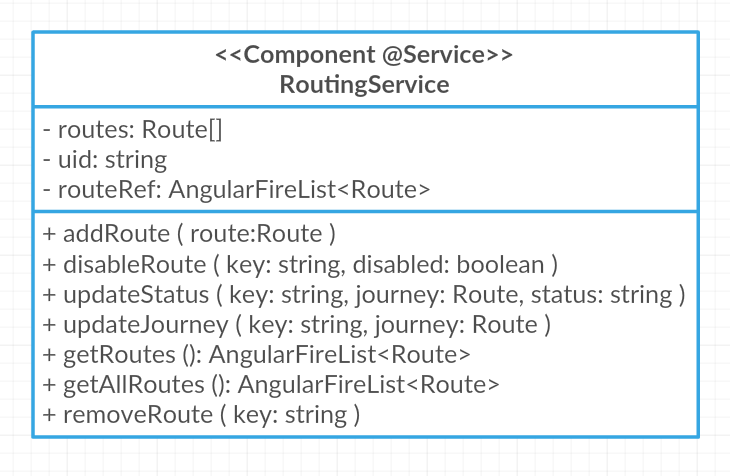 <<Component @Service>>
RoutingService
- routes: Route[]
- uid: string
- routeRef: AngularFireList<Route>
+ addRoute ( route:Route )
+ disableRoute ( key: string, disabled: boolean )
+ updateStatus ( key: string, journey: Route, status: string )
+ updateJourney ( key: string, journey: Route )
+ getRoutes (): AngularFireList<Route>
+ getAllRoutes (): AngularFireList<Route>
+ removeRoute ( key: string )